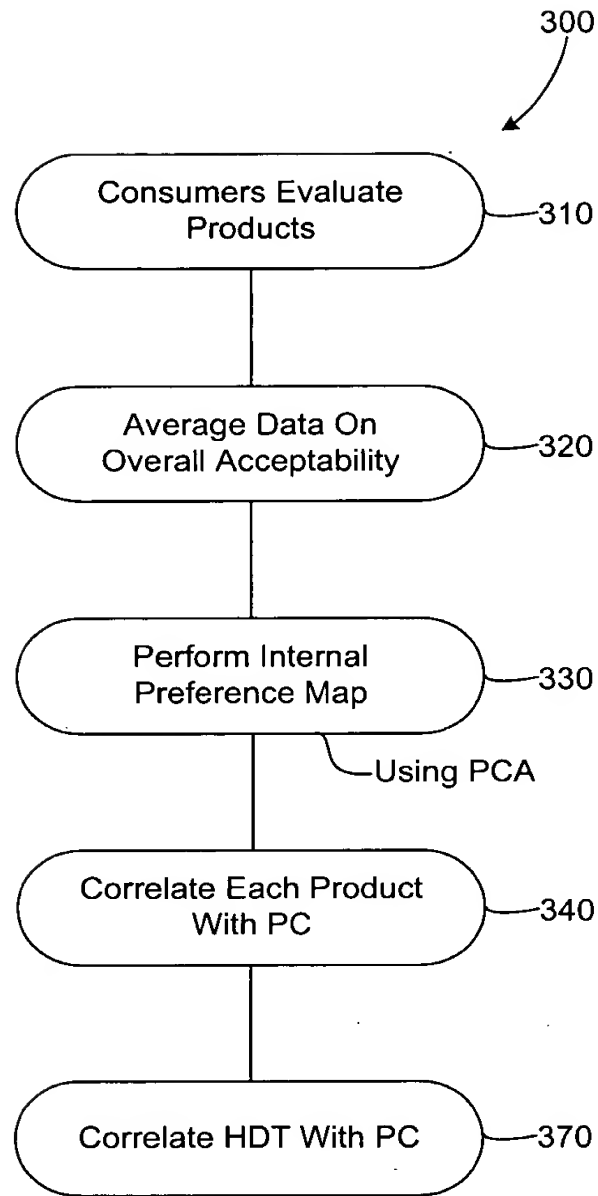 300
Consumers Evaluate
Products
310
Average Data On
Overall Acceptability
320
Perform Internal
Preference Map
330
Using PCA
Correlate Each Product
With PC
340
Correlate HDT With PC
370